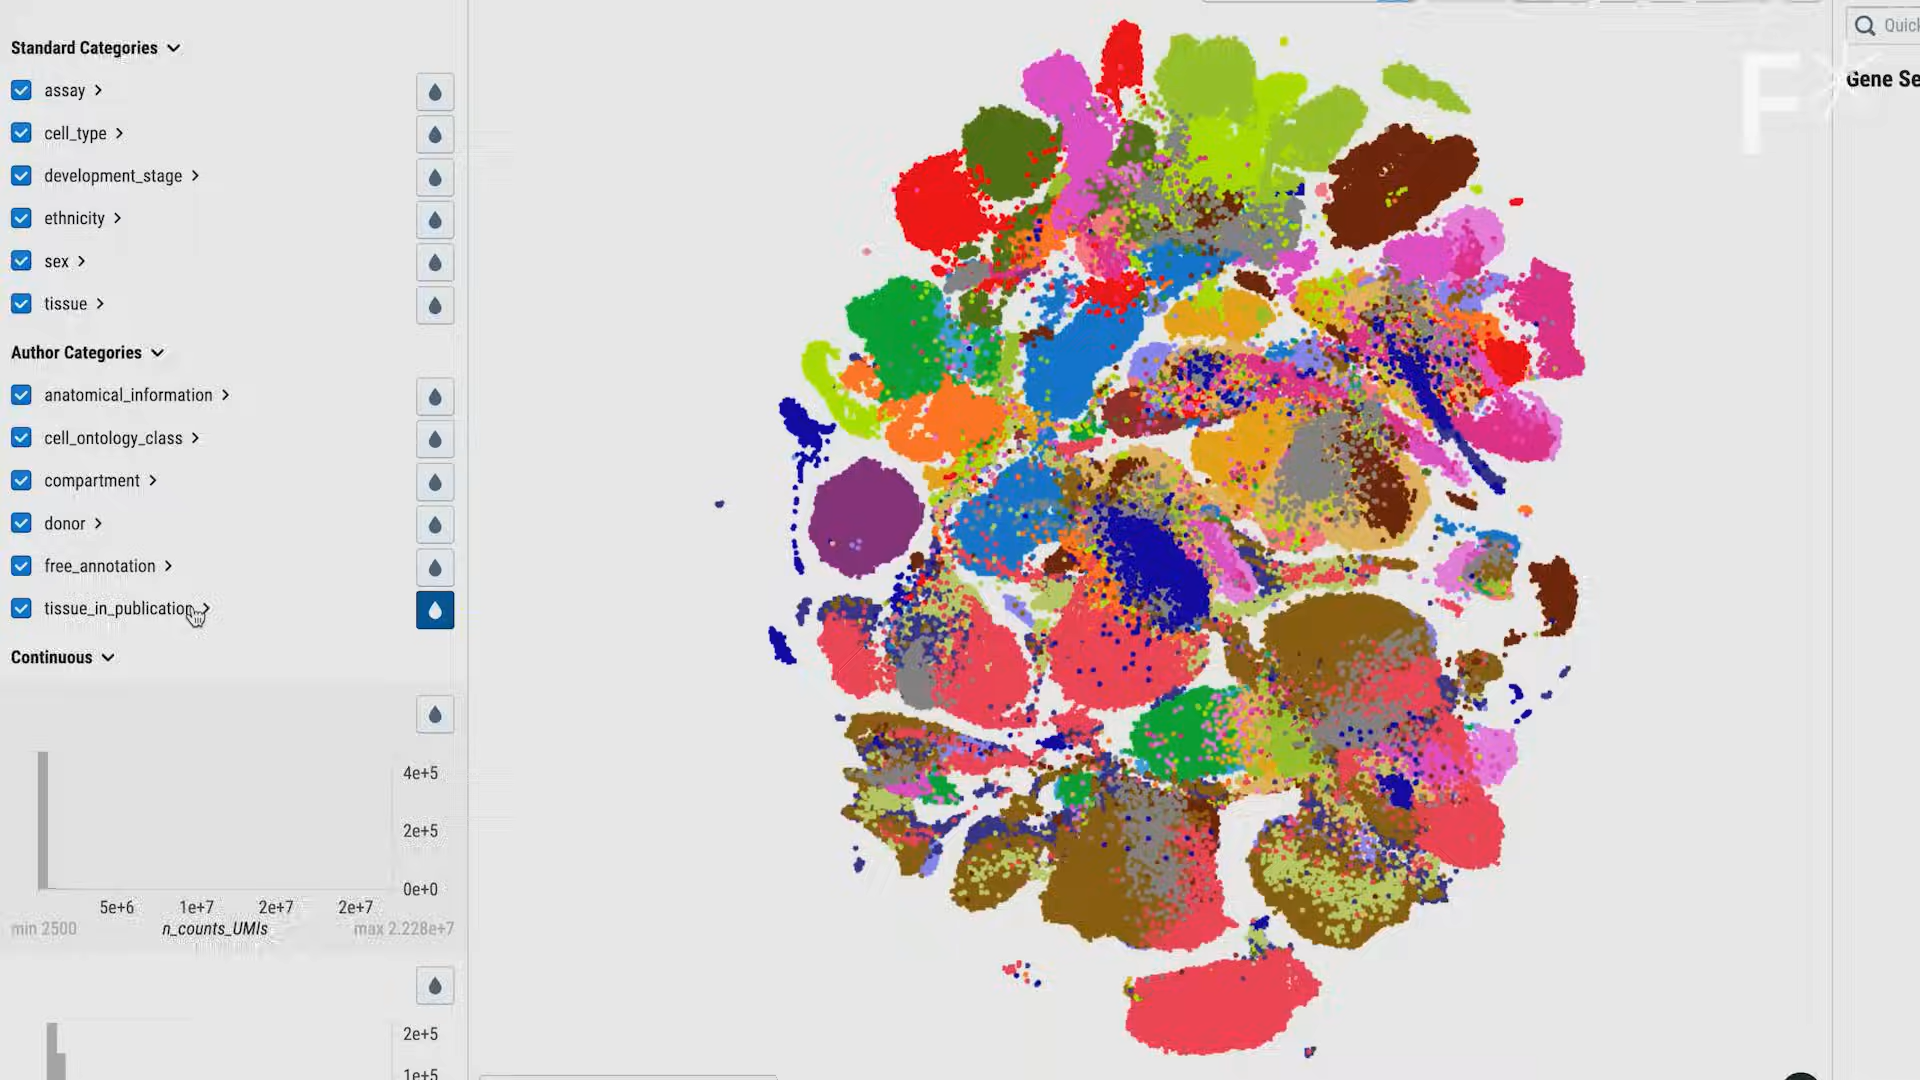 Standard Categories
assay
cell_type
development_stage
ethnicity
sex
tissue
Author Categories
anatomical_information
cell_ontology_class
compartment
donor
free_annotation
tissue_in_publication
Continuous
4e+5
2e+5
0e+0
5e+6 1e+7 2e+7 2e+7
min 2500 n_counts_UMIs max 2.228e+7
2e+5
1e+5
Quick
Gene Se
F